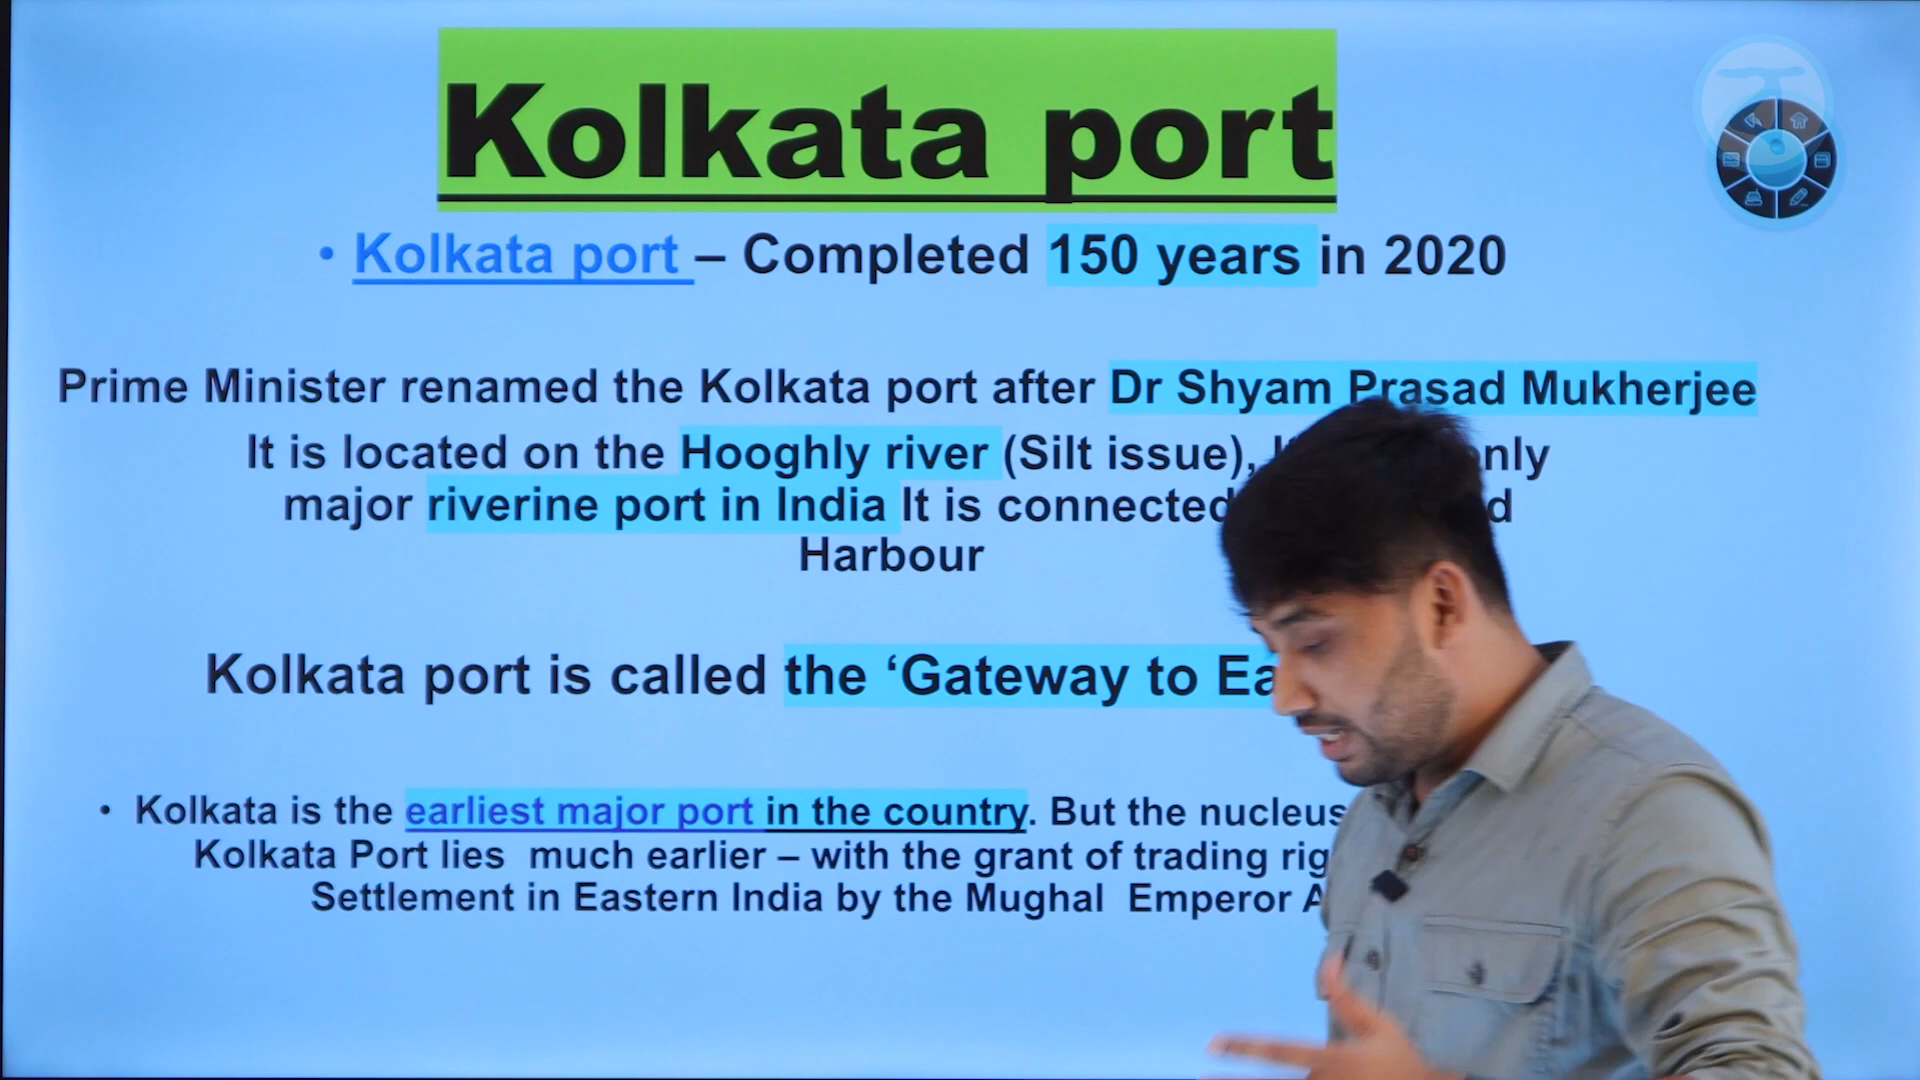 Kolkata port
• Kolkata port – Completed 150 years in 2020
Prime Minister renamed the Kolkata port after Dr Shyam Prasad Mukherjee
It is located on the Hooghly river (Silt issue),
major riverine port in India It is connected
Harbour
Kolkata port is called the ‘Gateway to
• Kolkata is the earliest major port in the country. But the nucleus
Kolkata Port lies much earlier – with the grant of trading
Settlement in Eastern India by the Mughal Emperor